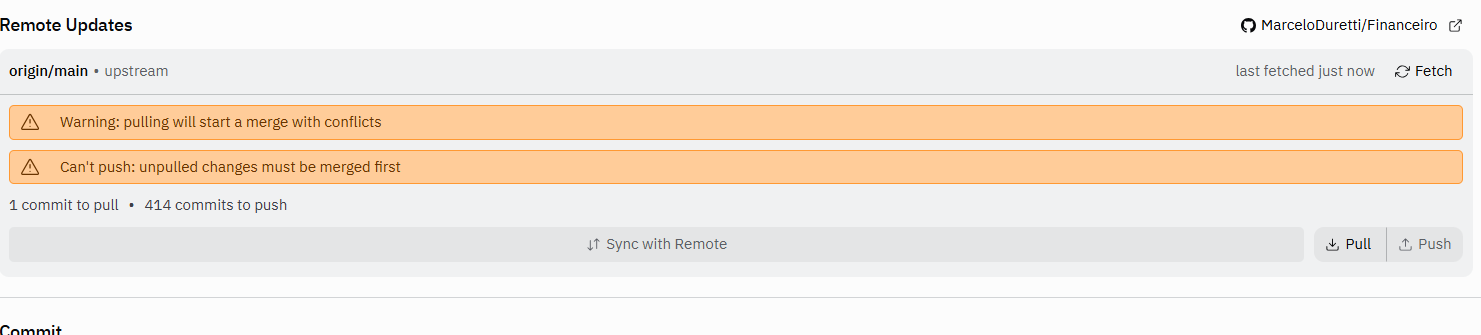 Remote Updates
MarceloDuretti/Financeiro
origin/main • upstream
last fetched just now
Fetch
Warning: pulling will start a merge with conflicts
Can't push: unpulled changes must be merged first
1 commit to pull • 414 commits to push
Sync with Remote
Pull
Push
Commit